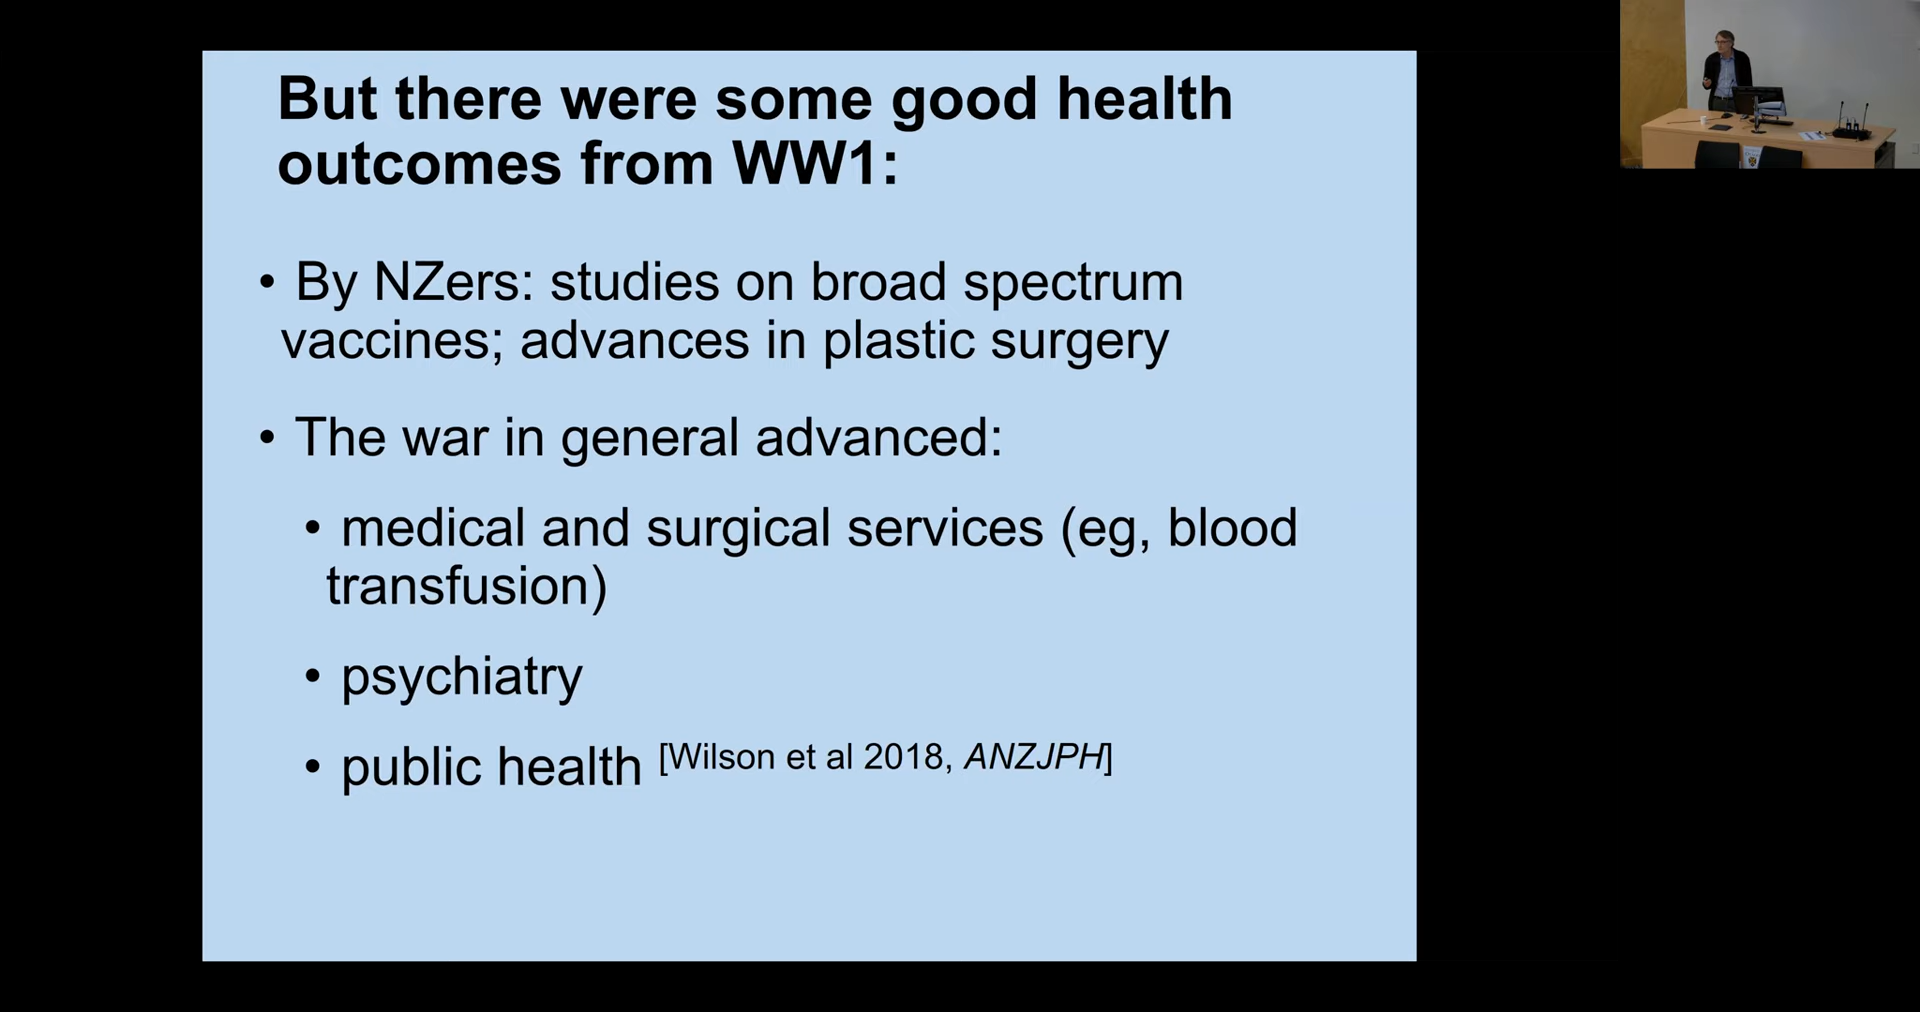 But there were some good health
outcomes from WW1:
• By NZers: studies on broad spectrum
vaccines; advances in plastic surgery
• The war in general advanced:
• medical and surgical services (eg, blood
transfusion)
• psychiatry
• public health [Wilson et al 2018, ANZJPH]